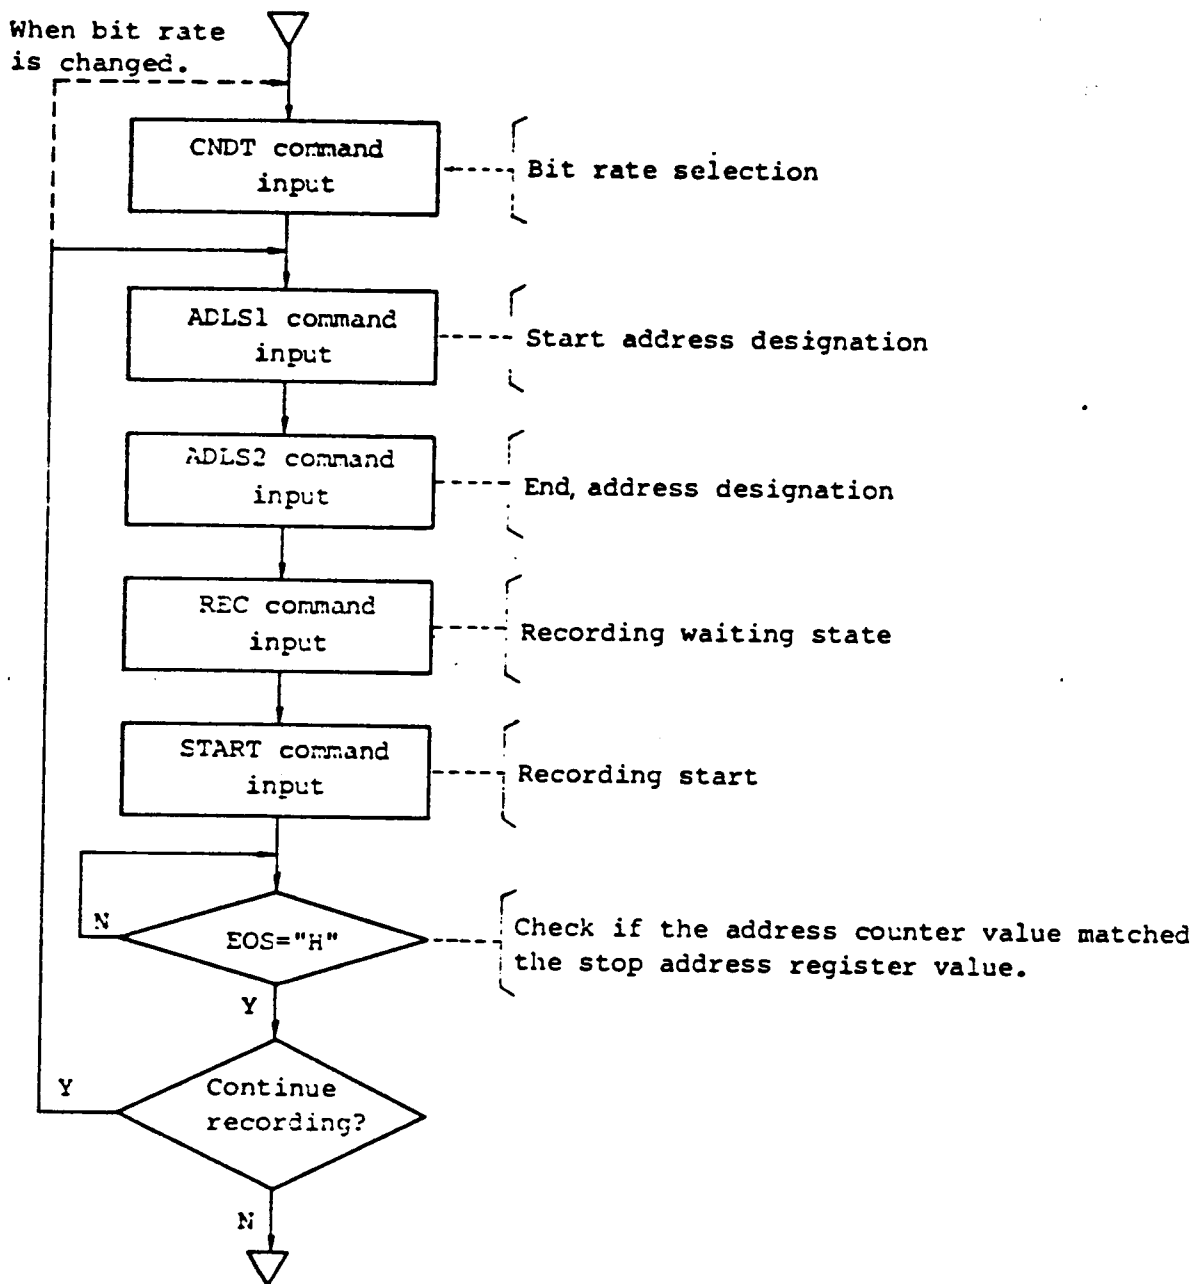 When bit rate
is changed.
CNDT command
input
Bit rate selection
ADLS1 command
input
Start address designation
ADLS2 command
input
End, address designation
REC command
input
Recording waiting state
START command
input
Recording start
N
EOS="H"
Check if the address counter value matched
the stop address register value.
Y
Y
Continue
recording?
N